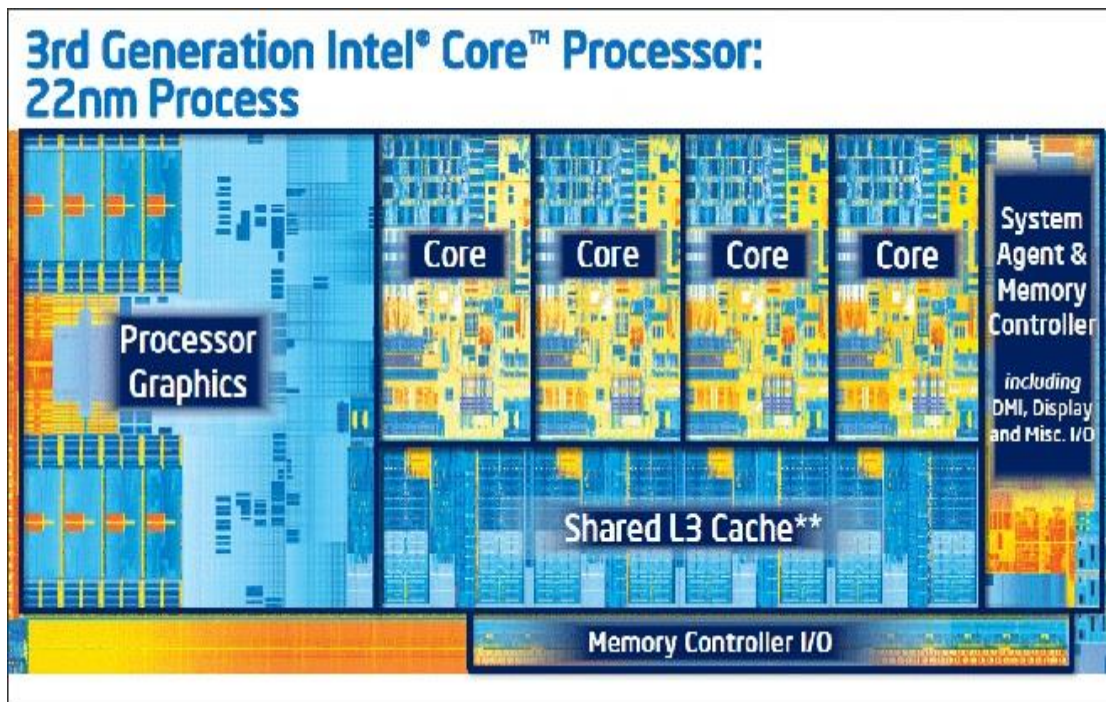 3rd Generation Intel® Core™ Processor:
22nm Process
Processor
Graphics
Core
Core
Core
Core
System
Agent &
Memory
Controller
including
DMI, Display
and Misc. I/O
Shared L3 Cache**
Memory Controller I/O